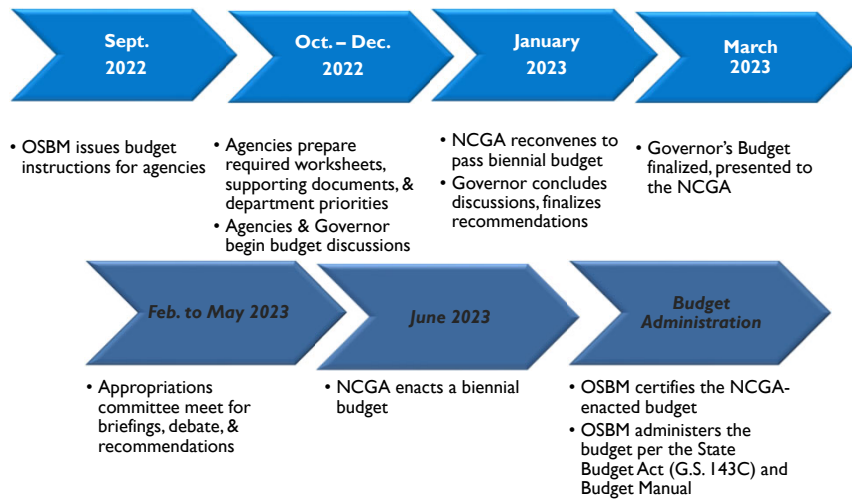 Sept.
2022
Oct. – Dec.
2022
January
2023
March
2023
• OSBM issues budget
instructions for agencies
• Agencies prepare
required worksheets,
supporting documents, &
department priorities
• Agencies & Governor
begin budget discussions
• NCGA reconvenes to
pass biennial budget
• Governor concludes
discussions, finalizes
recommendations
• Governor's Budget
finalized, presented to
the NCGA
Feb. to May 2023
June 2023
Budget
Administration
• Appropriations
committee meet for
briefings, debate, &
recommendations
• NCGA enacts a biennial
budget
• OSBM certifies the NCGA-
enacted budget
• OSBM administers the
budget per the State
Budget Act (G.S. 143C) and
Budget Manual